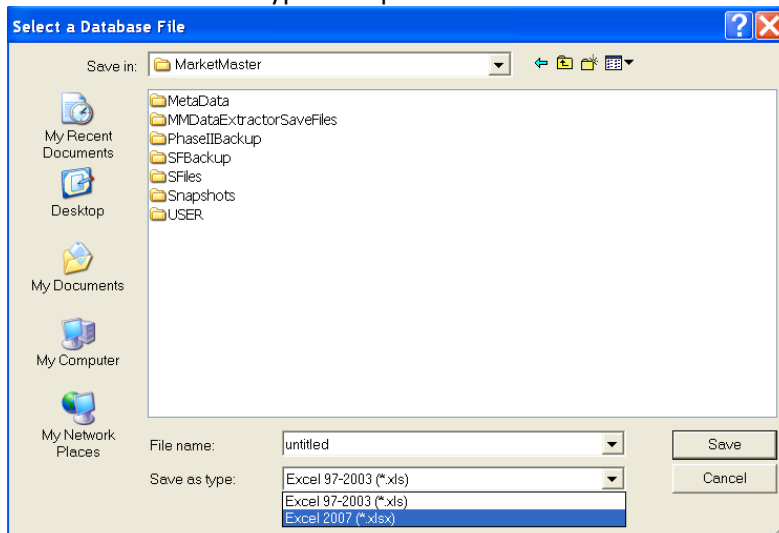 Select a Database File
Save in:
MarketMaster
My Recent
Documents
Desktop
My Documents
My Computer
My Network
Places
MetaData
MMDataExtractorSaveFiles
PhaseIIBackup
SFBackup
SFiles
Snapshots
USER
File name:
untitled
Save
Save as type:
Excel 97-2003 (*.xls)
Cancel
Excel 97-2003 (*.xls)
Excel 2007 (*.xlsx)